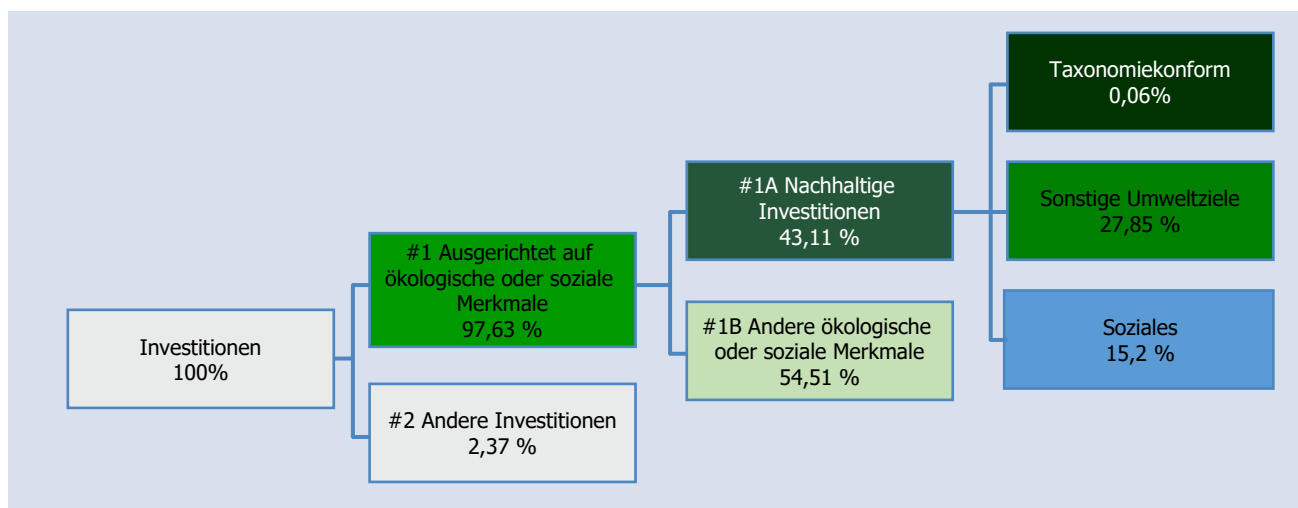 Investitionen
100%
#1 Ausgerichtet auf
ökologische oder soziale
Merkmale
97,63 %
#2 Andere Investitionen
2,37 %
#1A Nachhaltige
Investitionen
43,11 %
#1B Andere ökologische
oder soziale Merkmale
54,51 %
Taxonomiekonform
0,06%
Sonstige Umweltziele
27,85 %
Soziales
15,2 %